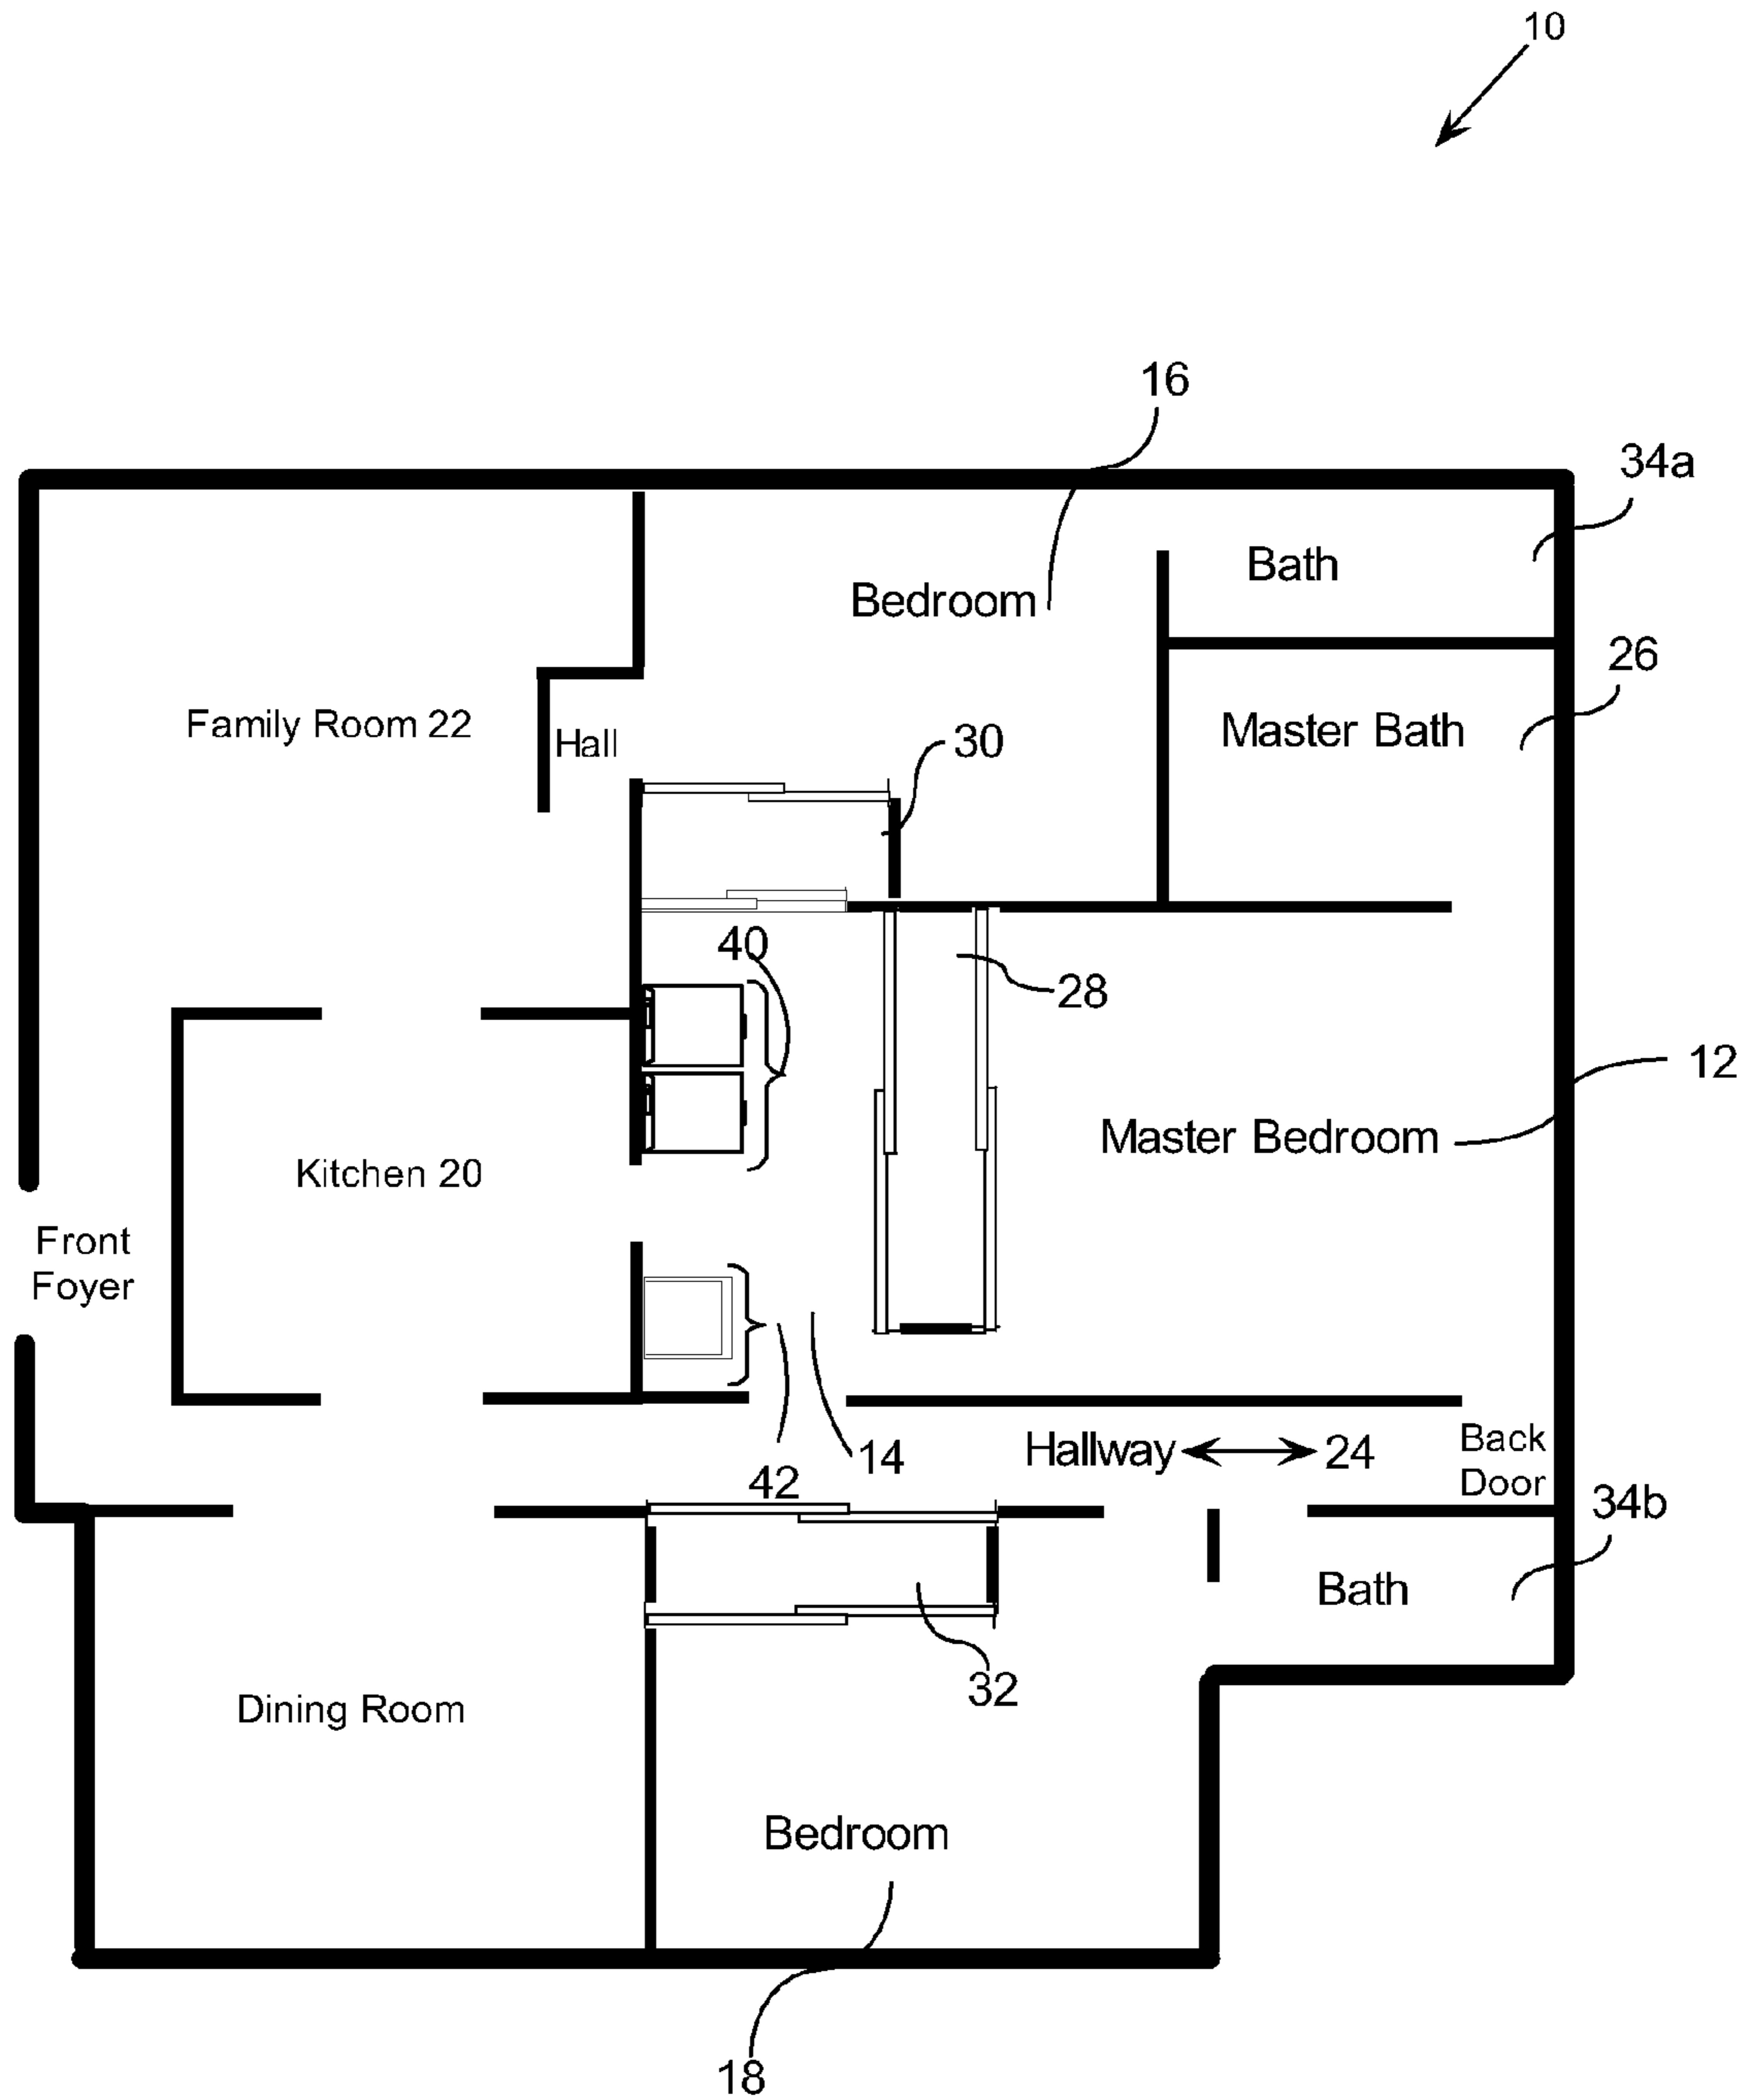 10
16
34a
Bath
Bedroom
26
Family Room 22
Hall
Master Bath
30
40
28
12
Master Bedroom
Kitchen 20
Front
Foyer
Hallway
24
Back
Door
14
42
34b
Bath
32
Dining Room
Bedroom
18